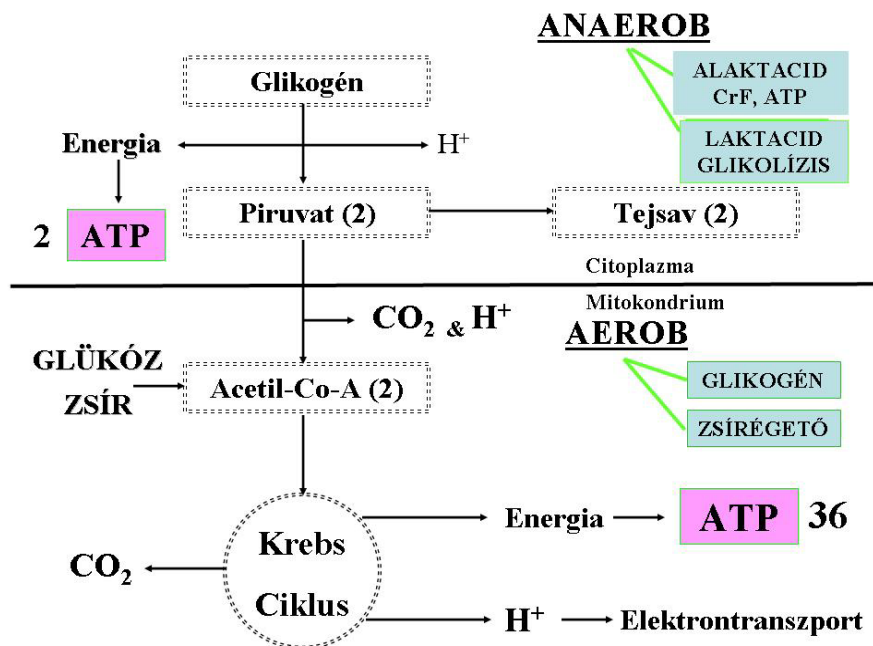 ANAEROB
Glikogén
ALAKTACID
CrF, ATP
Energia
H+
LAKTACID
GLIKOLÍZIS
2 ATP
Piruvat (2)
Tejsav (2)
Citoplazma
Mitokondrium
CO2 & H+
AEROB
GLÜKÓZ
ZSÍR
Acetil-Co-A (2)
GLIKOGÉN
ZSÍRÉGETŐ
Krebs
Ciklus
Energia
ATP 36
CO2
H+
Elektrontranszport